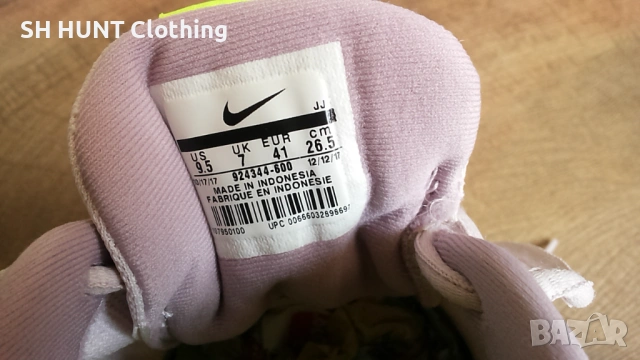 SH HUNT Clothing
JJ
US UK EUR cm
9.5 7 41 26.5
924344-600 12/12/17
MADE IN INDONESIA
FABRIQUE EN INDONESIE
UPC
BAZAR